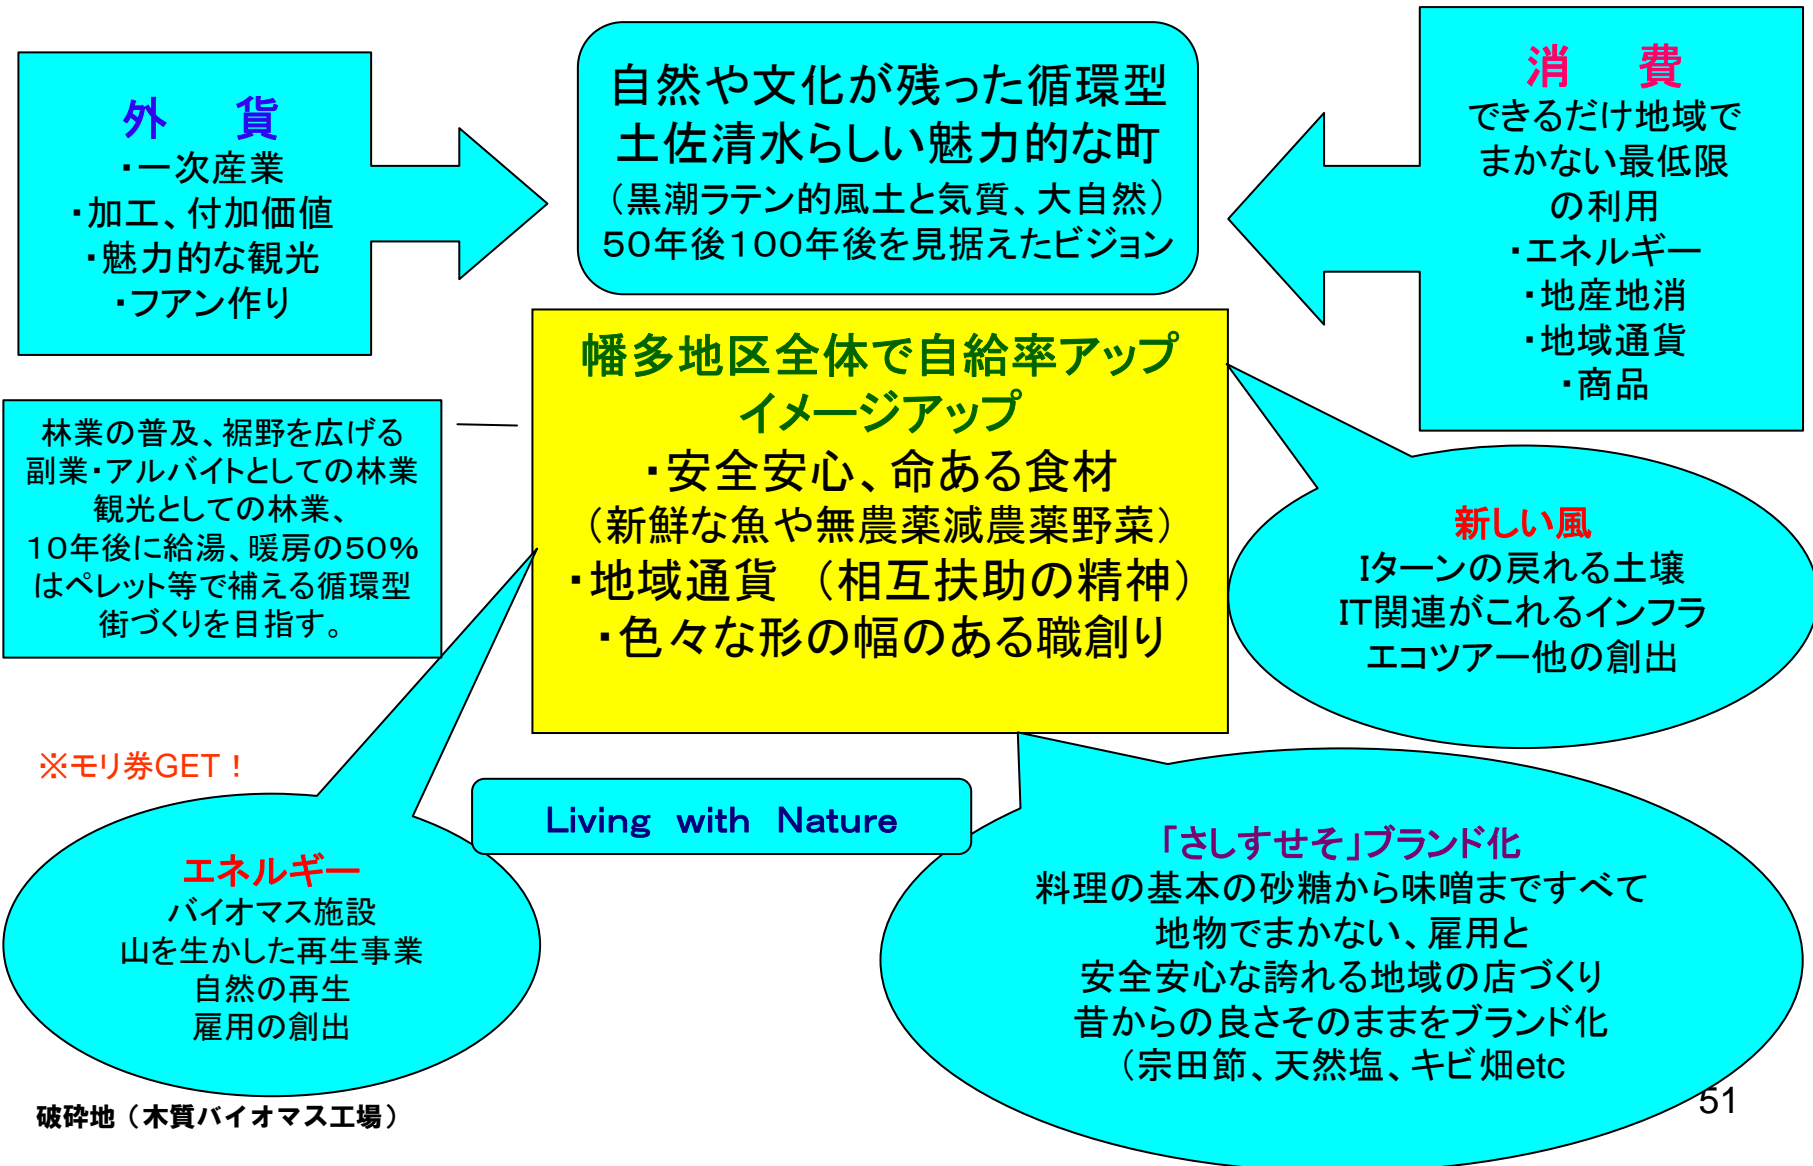 外　貨
・一次産業
・加工、付加価値
・魅力的な観光
・フアン作り
自然や文化が残った循環型
土佐清水らしい魅力的な町
（黒潮ラテン的風土と気質、大自然）
５０年後１００年後を見据えたビジョン
消　費
できるだけ地域で
まかない最低限
の利用
・エネルギー
・地産地消
・地域通貨
・商品
幡多地区全体で自給率アップ
イメージアップ
・安全安心、命ある食材
（新鮮な魚や無農薬減農薬野菜）
・地域通貨　（相互扶助の精神）
・色々な形の幅のある職創り
林業の普及、裾野を広げる
副業・アルバイトとしての林業
観光としての林業、
１０年後に給湯、暖房の５０％
はペレット等で補える循環型
街づくりを目指す。
新しい風
Iターンの戻れる土壌
IT関連がこれるインフラ
エコツアー他の創出
※モリ券GET！
Living　with　Nature
エネルギー
バイオマス施設
山を生かした再生事業
自然の再生
雇用の創出
「さしすせそ」ブランド化
料理の基本の砂糖から味噌まですべて
地物でまかない、雇用と
安全安心な誇れる地域の店づくり
昔からの良さそのままをブランド化
（宗田節、天然塩、キビ畑etc
破砕地（木質バイオマス工場）
51